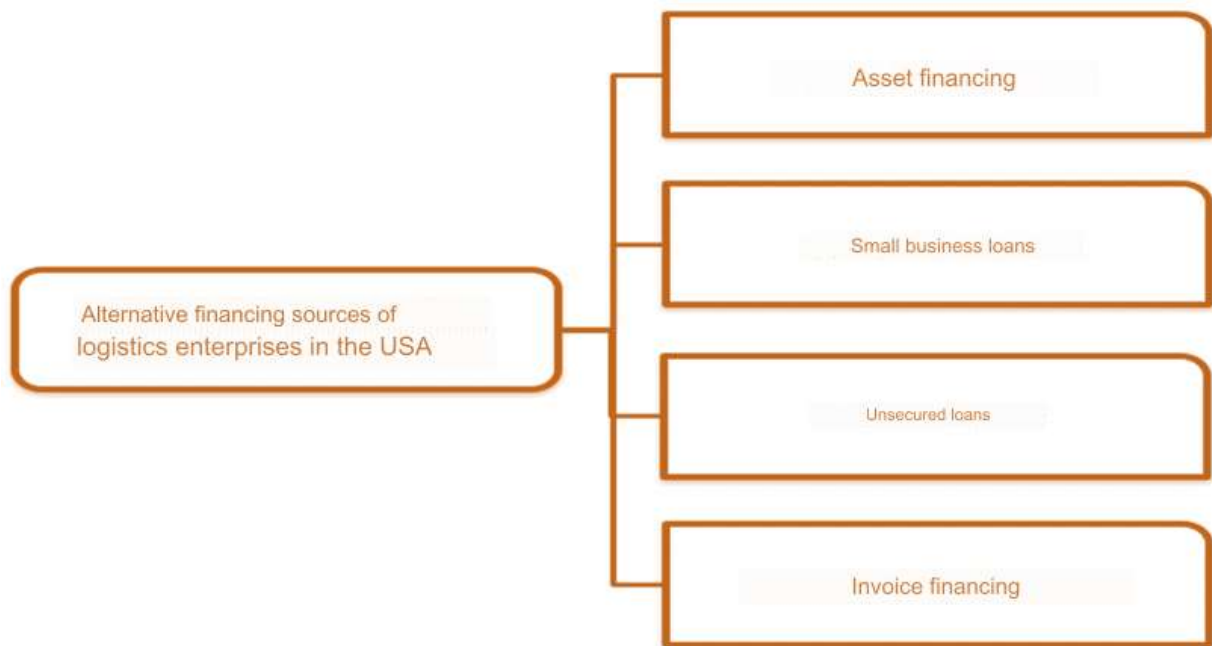 Alternative financing sources of
logistics enterprises in the USA
Asset financing
Small business loans
Unsecured loans
Invoice financing